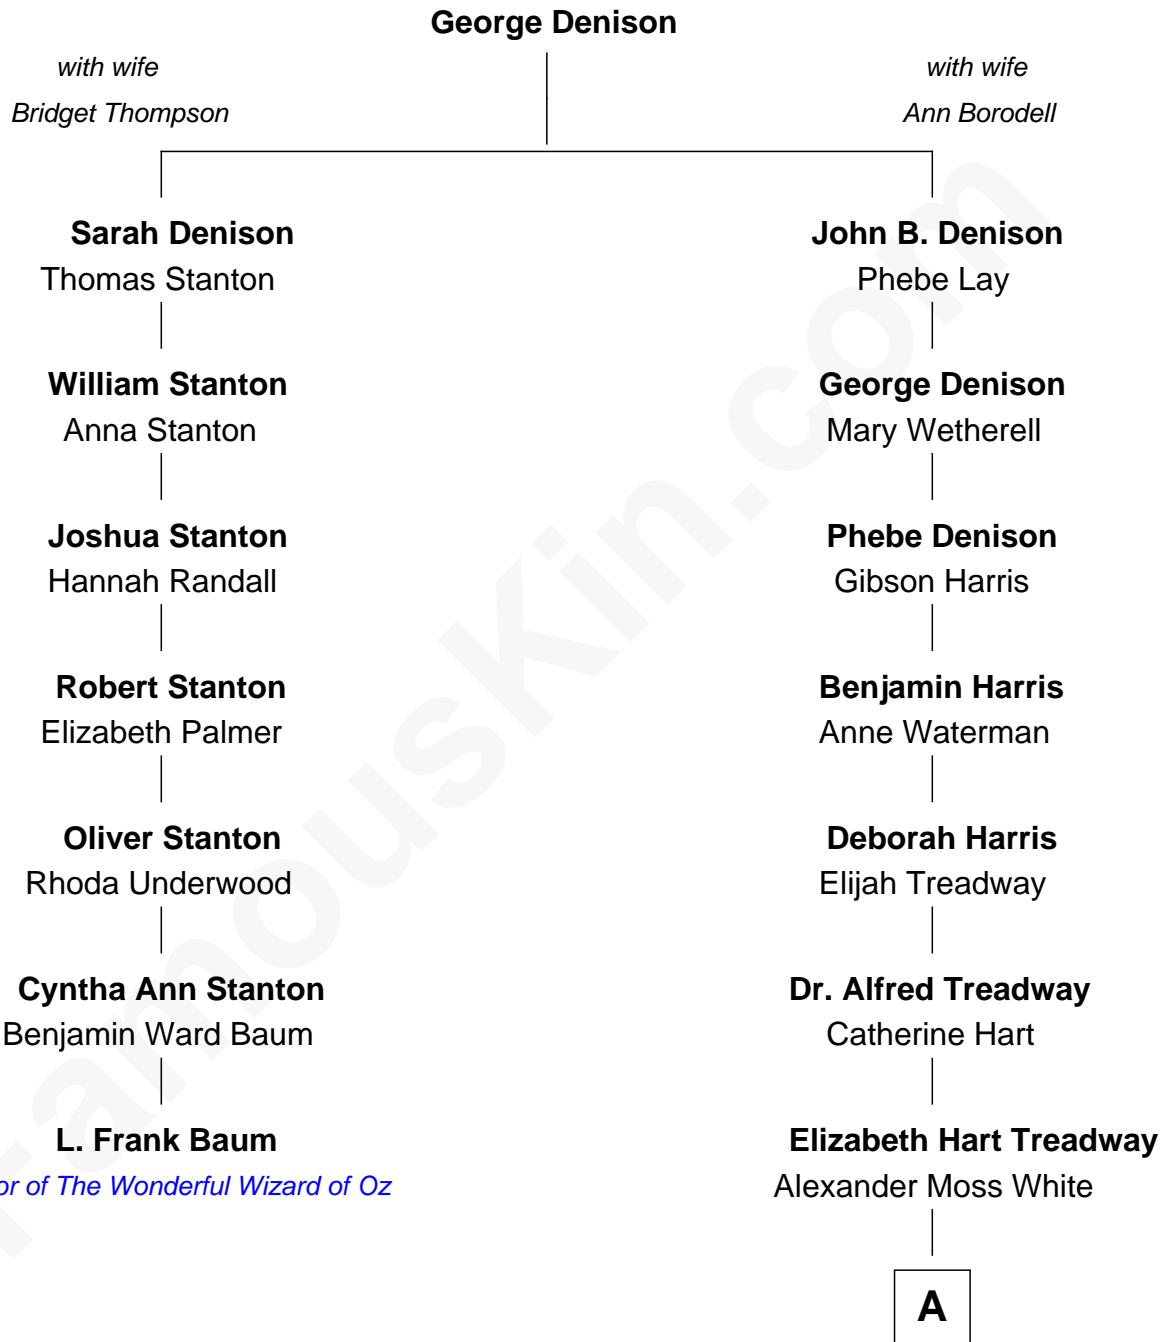 George Denison
with wife
Bridget Thompson
with wife
Ann Borodell
Sarah Denison
Thomas Stanton
John B. Denison
Phebe Lay
William Stanton
Anna Stanton
George Denison
Mary Wetherell
Joshua Stanton
Hannah Randall
Phebe Denison
Gibson Harris
Robert Stanton
Elizabeth Palmer
Benjamin Harris
Anne Waterman
Oliver Stanton
Rhoda Underwood
Deborah Harris
Elijah Treadway
Cyntha Ann Stanton
Benjamin Ward Baum
Dr. Alfred Treadway
Catherine Hart
L. Frank Baum
or of The Wonderful Wizard of Oz
Elizabeth Hart Treadway
Alexander Moss White
A
FamousKin.com